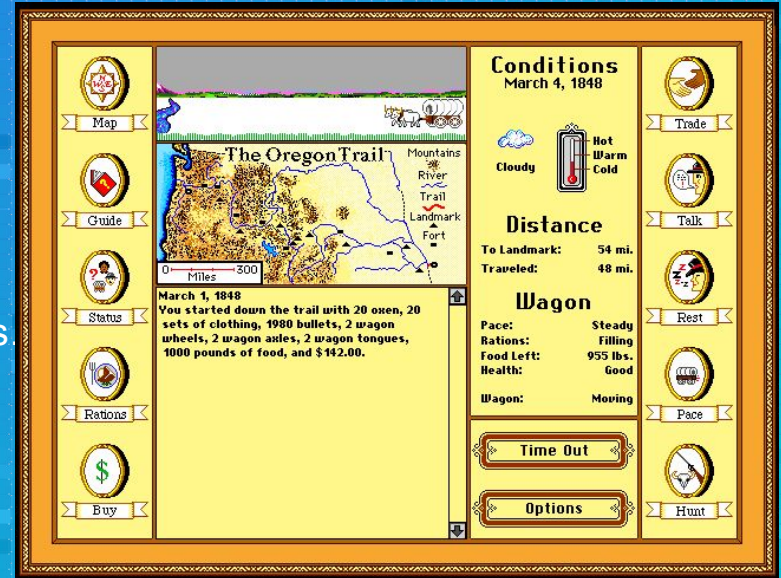 s.
Map
Guide
Status
Rations
$
Buy
N
W E
S
?
The Oregon Trail
Mountains
River
Trail
Landmark
Fort
0 300
Miles
March 1, 1848
You started down the trail with 20 oxen, 20
sets of clothing, 1980 bullets, 2 wagon
wheels, 2 wagon axles, 2 wagon tongues,
1000 pounds of food, and $142.00.
Conditions
March 4, 1848
Cloudy
Hot
Warm
Cold
Distance
To Landmark: 54 mi.
Traveled: 48 mi.
Wagon
Pace: Steady
Rations: Filling
Food Left: 955 lbs.
Health: Good
Wagon: Moving
Time Out
Options
Trade
Talk
z z z z
Rest
Pace
Hunt